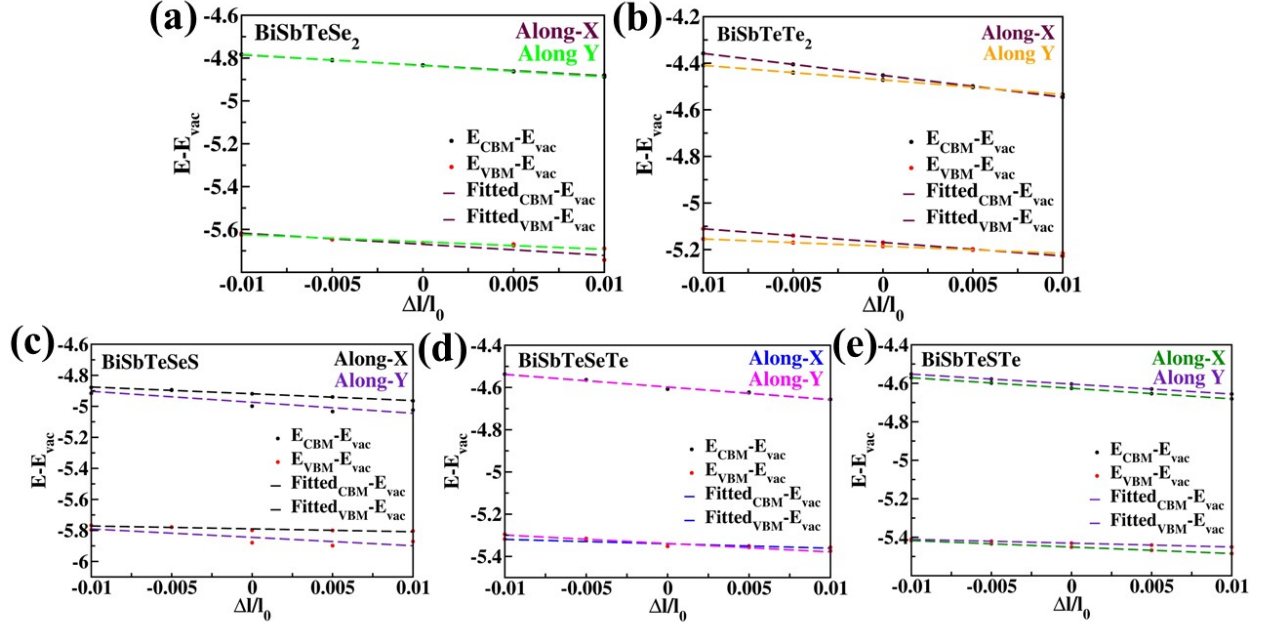 (a)
BiSbTeSe2
Along-X
Along Y
E-Evac
-4.6
-4.8
-5
-5.2
-5.4
-5.6
ECBM-Evac
EVBM-Evac
FittedCBM-Evac
FittedVBM-Evac
-0.01 -0.005 0 0.005 0.01
Δl/l0
(b)
BiSbTeTe2
Along-X
Along Y
E-Evac
-4.2
-4.4
-4.6
-4.8
-5
-5.2
ECBM-Evac
EVBM-Evac
FittedCBM-Evac
FittedVBM-Evac
-0.01 -0.005 0 0.005 0.01
Δl/l0
(c)
BiSbTeSeS
Along-X
Along-Y
E-Evac
-4.6
-4.8
-5
-5.2
-5.4
-5.6
-5.8
-6
ECBM-Evac
EVBM-Evac
FittedCBM-Evac
FittedVBM-Evac
-0.01 -0.005 0 0.005 0.01
Δl/l0
(d)
BiSbTeSeTe
Along-X
Along-Y
E-Evac
-4.4
-4.6
-4.8
-5
-5.2
-5.4
ECBM-Evac
EVBM-Evac
FittedCBM-Evac
FittedVBM-Evac
-0.01 -0.005 0 0.005 0.01
Δl/l0
(e)
BiSbTeSTe
Along-X
Along Y
E-Evac
-4.4
-4.6
-4.8
-5
-5.2
-5.4
ECBM-Evac
EVBM-Evac
FittedCBM-Evac
FittedVBM-Evac
-0.01 -0.005 0 0.005 0.01
Δl/l0